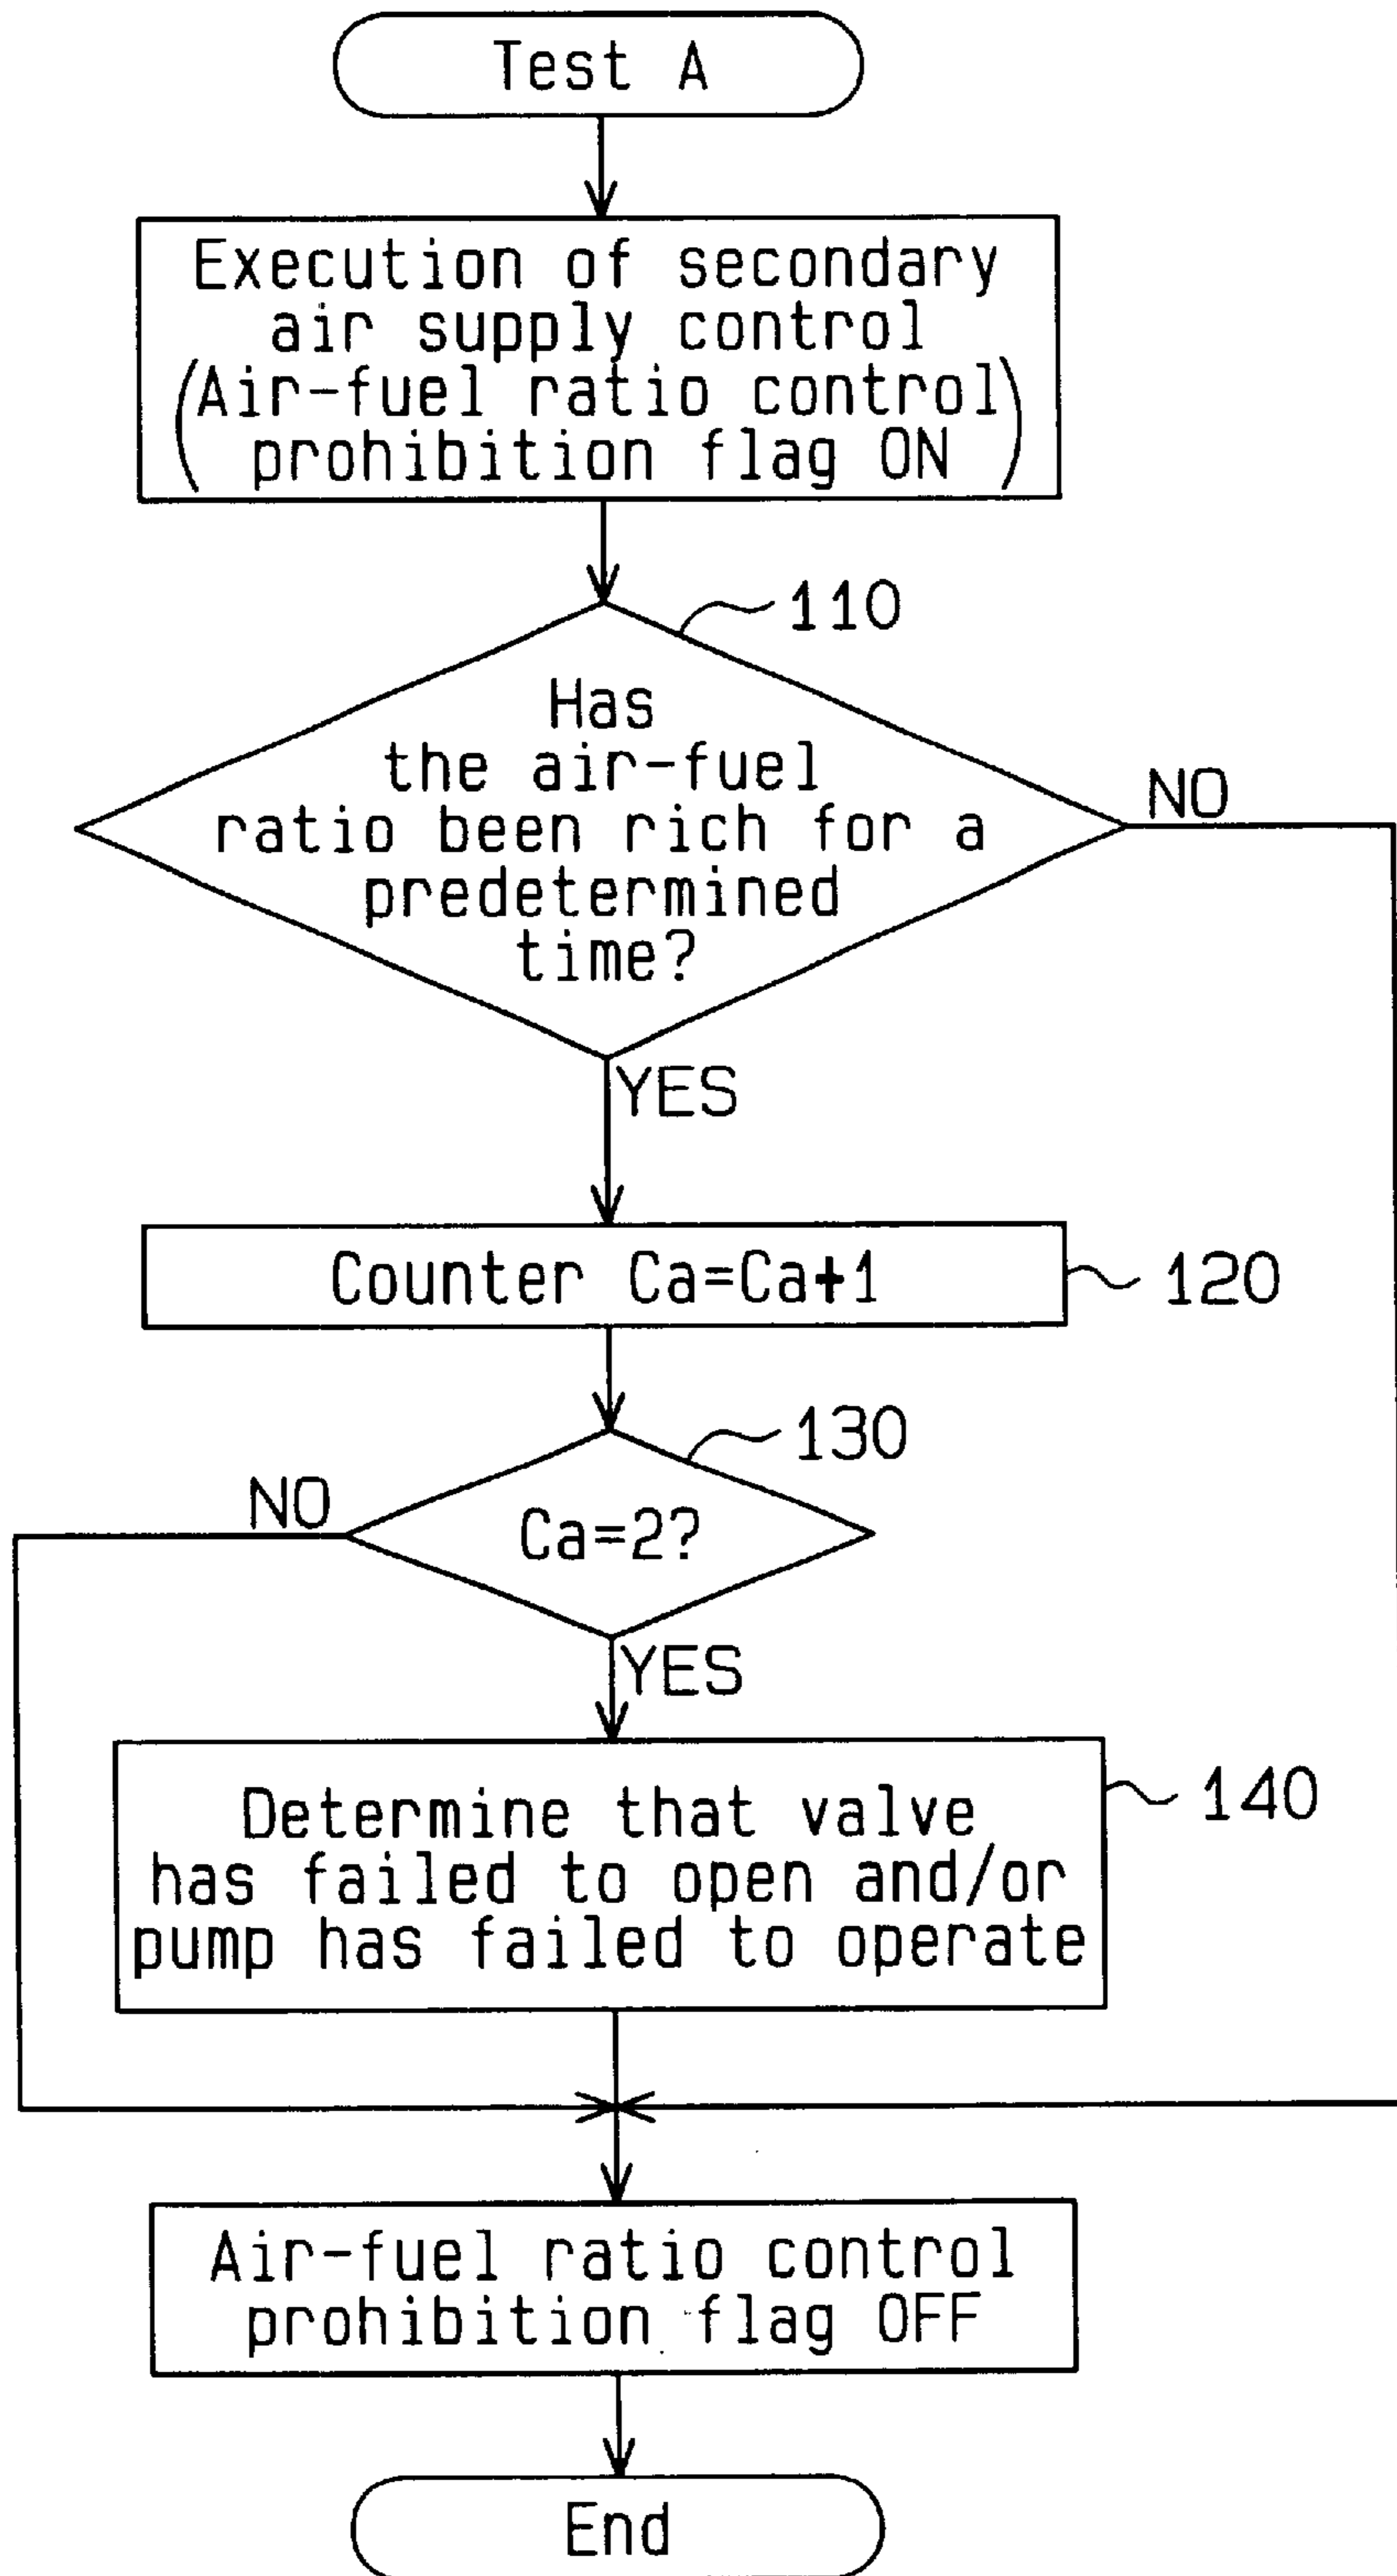 Test A
Execution of secondary
air supply control
(Air-fuel ratio control
prohibition flag ON)
110
Has
the air-fuel
ratio been rich for a
predetermined
time?
NO
YES
Counter Ca=Ca+1
120
130
NO
Ca=2?
YES
140
Determine that valve
has failed to open and/or
pump has failed to operate
Air-fuel ratio control
prohibition flag OFF
End